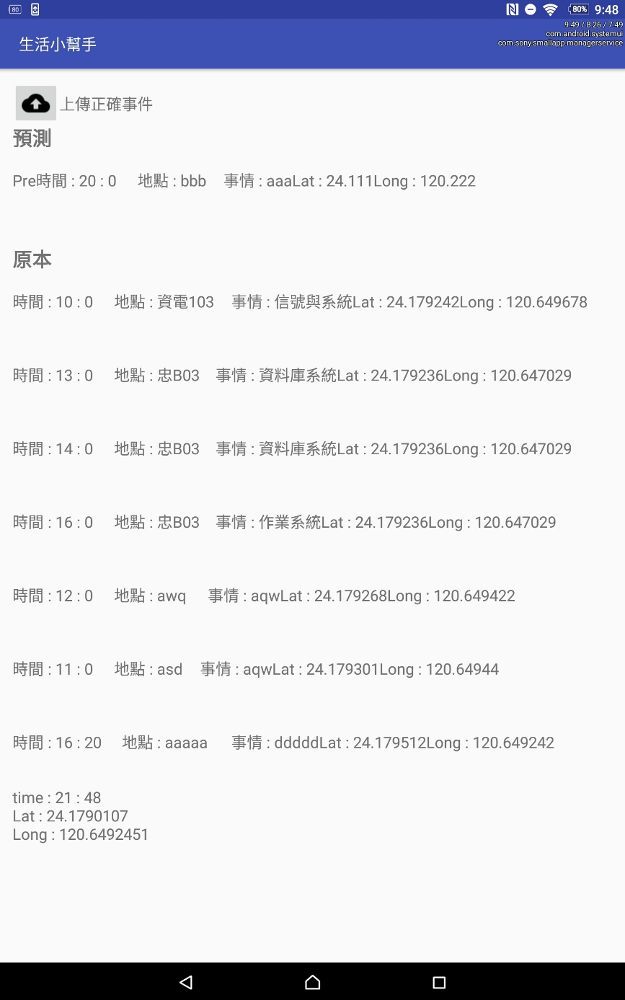 80
80% 9:48
9.49 / 8.26 / 7.49
com.android.systemui
com.sony.smallapp.managerservice
生活小幫手
上傳正確事件
預測
Pre時間 : 20 : 0 地點 : bbb 事情 : aaaLat : 24.111Long : 120.222
原本
時間 : 10 : 0 地點 : 資電103 事情 : 信號與系統Lat : 24.179242Long : 120.649678
時間 : 13 : 0 地點 : 忠B03 事情 : 資料庫系統Lat : 24.179236Long : 120.647029
時間 : 14 : 0 地點 : 忠B03 事情 : 資料庫系統Lat : 24.179236Long : 120.647029
時間 : 16 : 0 地點 : 忠B03 事情 : 作業系統Lat : 24.179236Long : 120.647029
時間 : 12 : 0 地點 : awq 事情 : aqwLat : 24.179268Long : 120.649422
時間 : 11 : 0 地點 : asd 事情 : aqwLat : 24.179301Long : 120.64944
時間 : 16 : 20 地點 : aaaaa 事情 : dddddLat : 24.179512Long : 120.649242
time : 21 : 48
Lat : 24.1790107
Long : 120.6492451